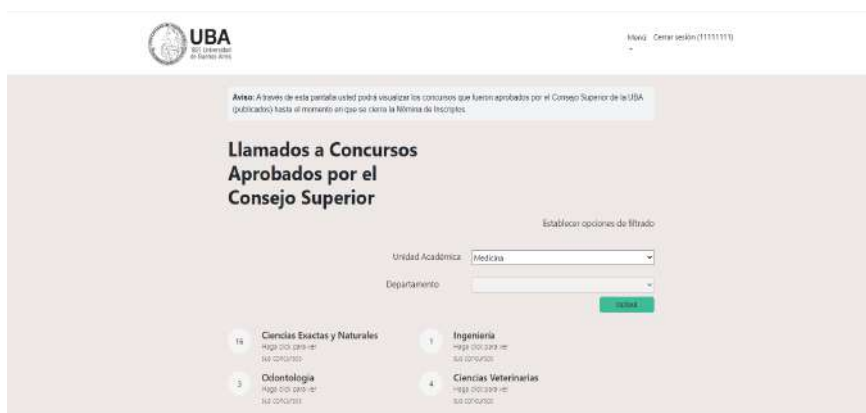 UBA
1821 Universidad
de Buenos Aires
Menú Cerrar sesión (11111111)
Aviso: A través de esta pantalla usted podrá visualizar los concursos que fueron aprobados por el Consejo Superior de la UBA
(publicados) hasta el momento en que se cierra la Nómina de Inscriptos.
Llamados a Concursos
Aprobados por el
Consejo Superior
Establecer opciones de filtrado
Unidad Académica Medicina
Departamento
16 Ciencias Exactas y Naturales
Haga click para ver
sus concursos
1 Ingeniería
Haga click para ver
sus concursos
3 Odontología
Haga click para ver
sus concursos
4 Ciencias Veterinarias
Haga click para ver
sus concursos